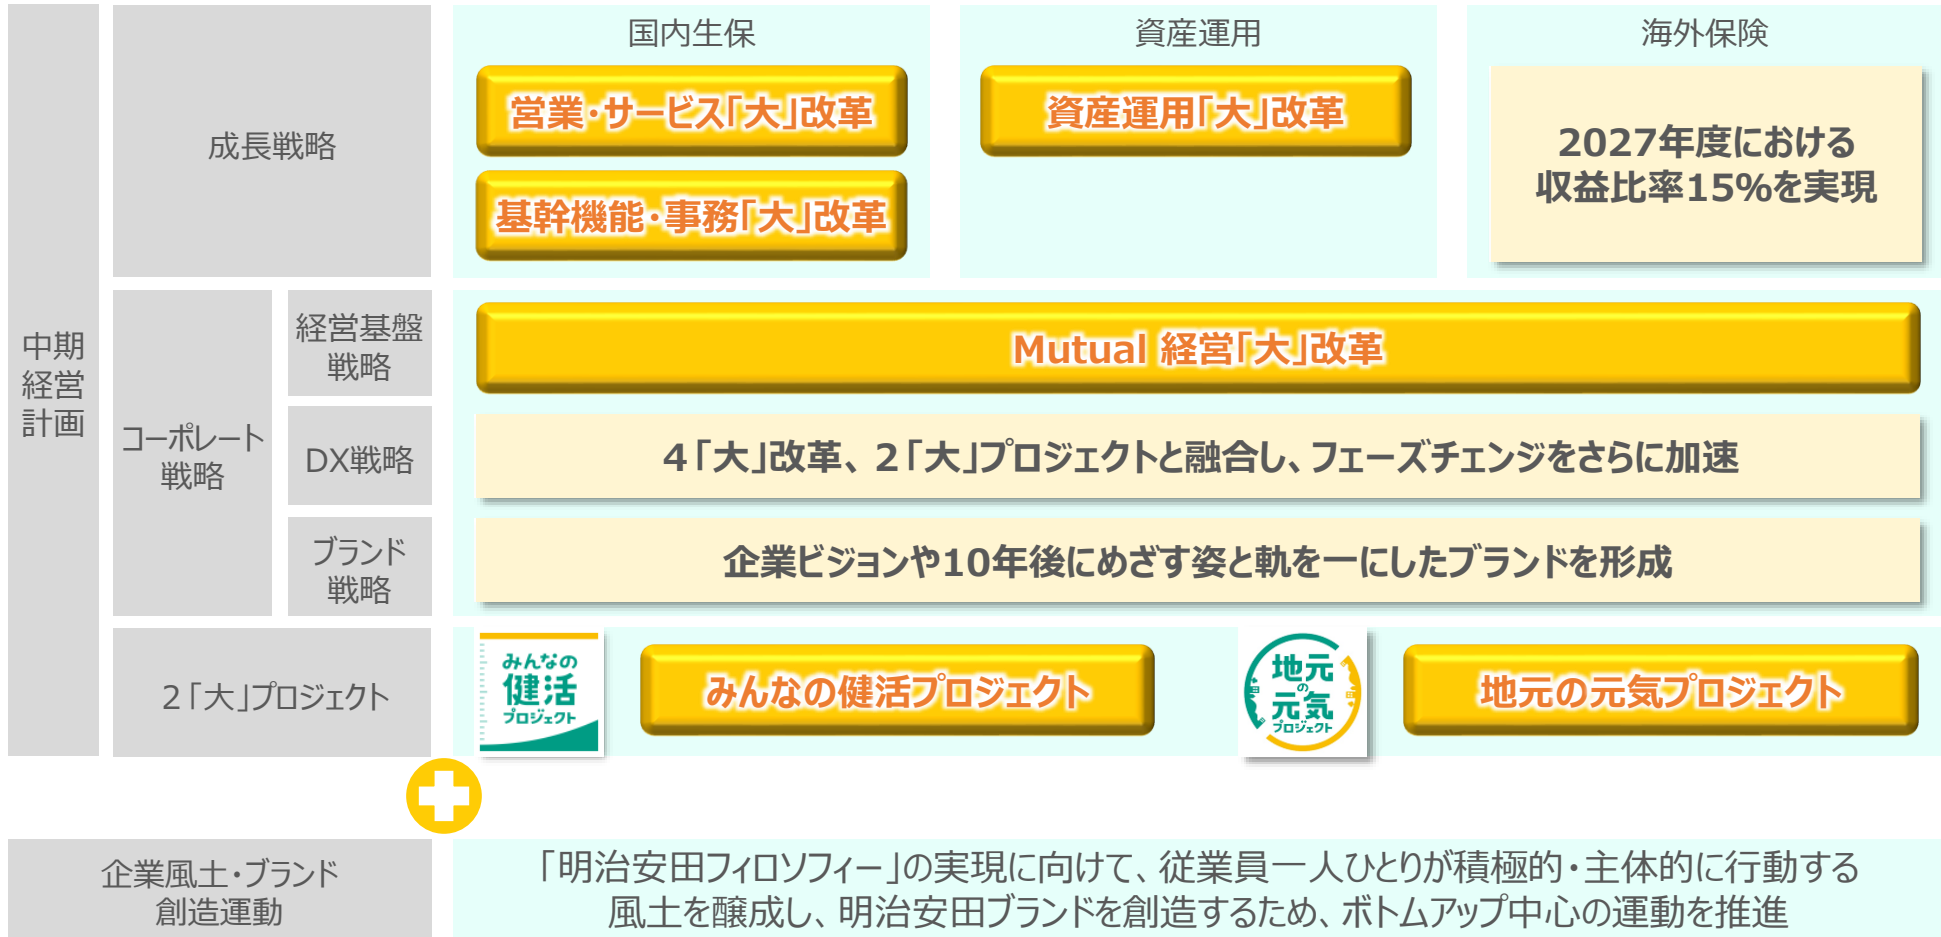 中期
経営
計画
成長戦略
国内生保
営業・サービス「大」改革
基幹機能・事務「大」改革
資産運用
資産運用「大」改革
海外保険
2027年度における
収益比率15%を実現
コーポレート
戦略
経営基盤
戦略
Mutual 経営「大」改革
DX戦略
4「大」改革、2「大」プロジェクトと融合し、フェーズチェンジをさらに加速
ブランド
戦略
企業ビジョンや10年後にめざす姿と軌を一にしたブランドを形成
2「大」プロジェクト
みんなの
健活
プロジェクト
みんなの健活プロジェクト
地元
の
元気
プロジェクト
地元の元気プロジェクト
企業風土・ブランド
創造運動
「明治安田フィロソフィー」の実現に向けて、従業員一人ひとりが積極的・主体的に行動する
風土を醸成し、明治安田ブランドを創造するため、ボトムアップ中心の運動を推進